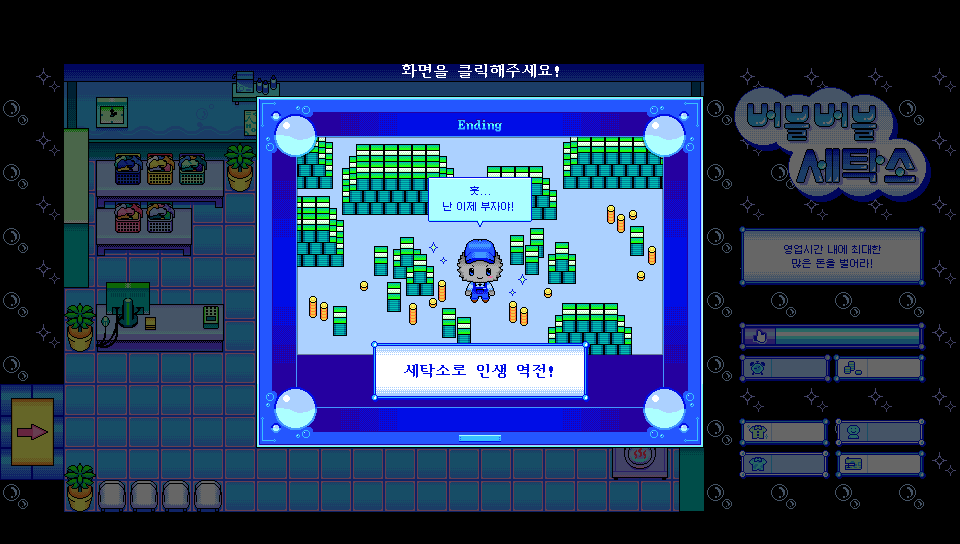 화면을 클릭해주세요!
Ending
훗...
난 이제 부자야!
세탁소로 인생 역전!
버블버블
세탁소
영업시간 내에 최대한
많은 돈을 벌어라!